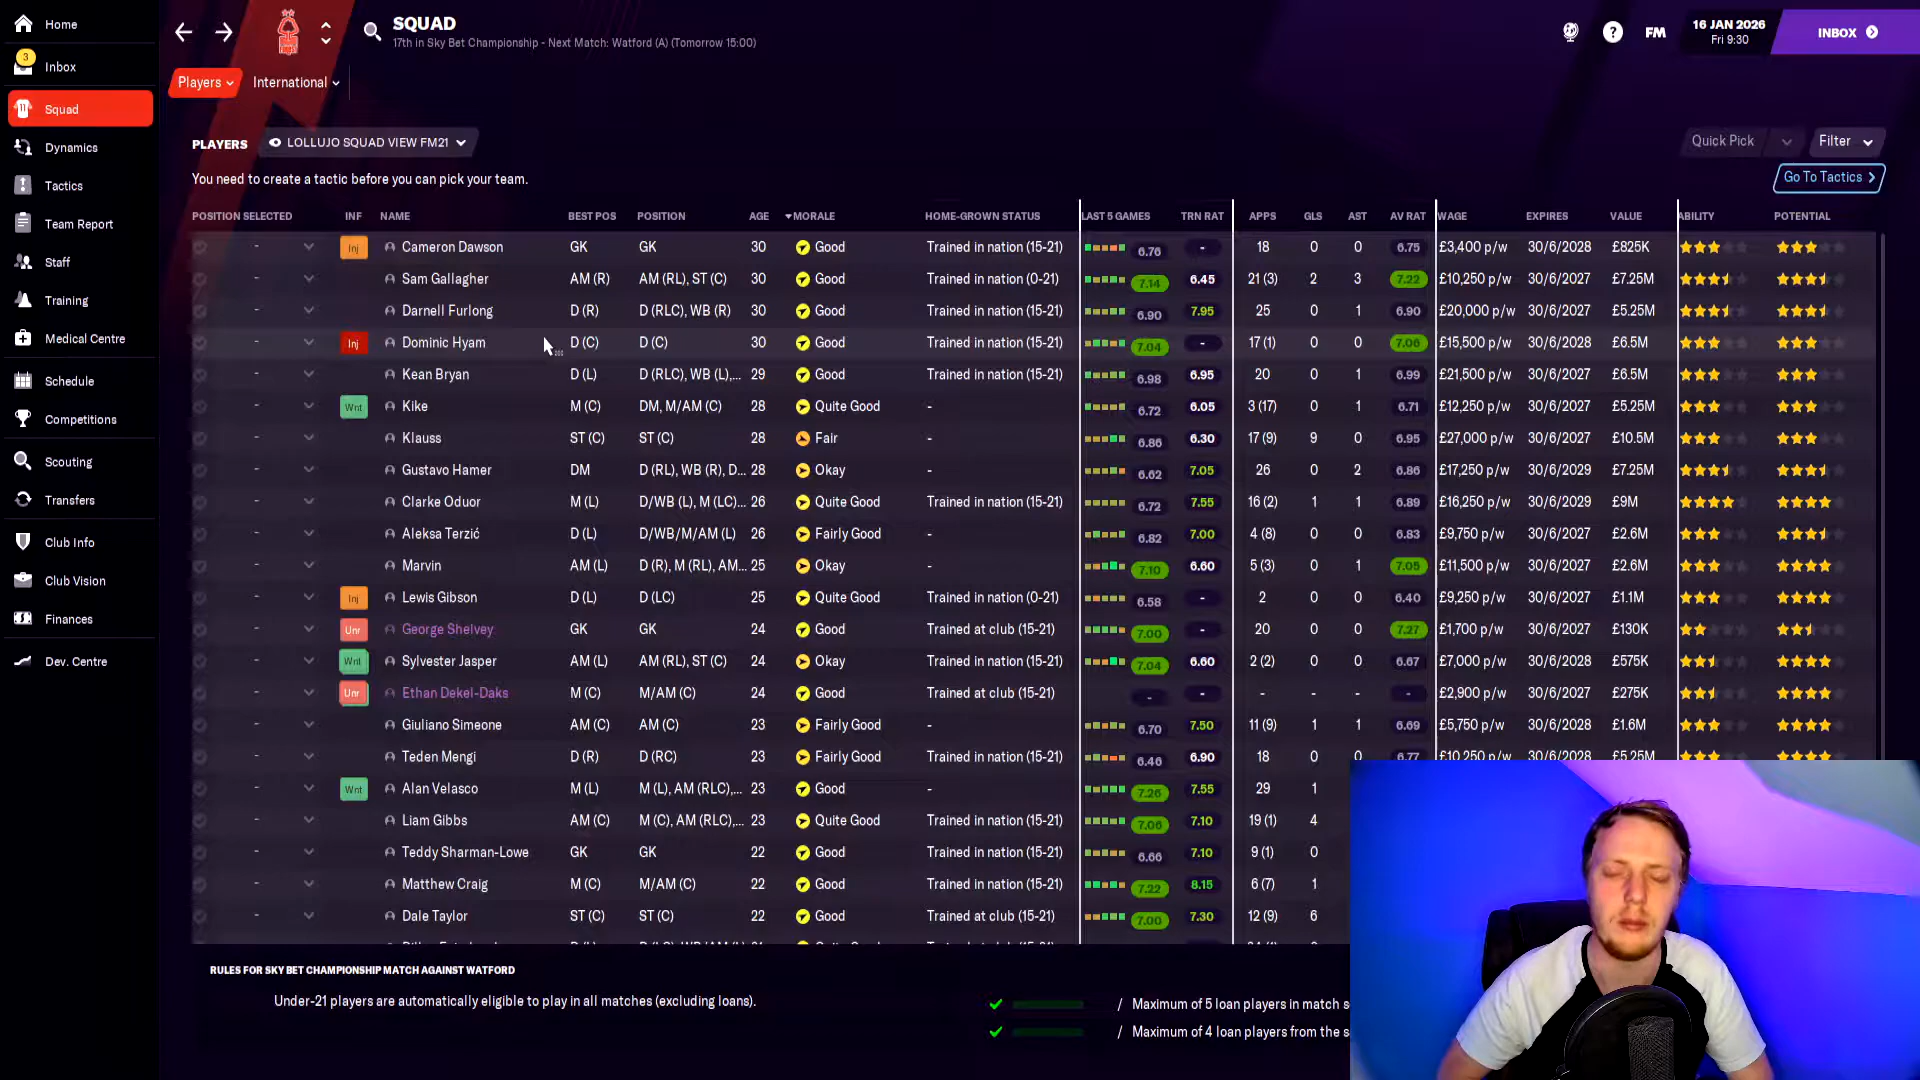 Home
SQUAD
17th in Sky Bet Championship - Next Match: Watford (A) (Tomorrow 15:00)
FM
16 JAN 2026
Fri 9:30
INBOX
3
Inbox
Players
International
Squad
Dynamics
Tactics
Team Report
Staff
Training
Medical Centre
Schedule
Competitions
Scouting
Transfers
Club Info
Club Vision
Finances
Dev. Centre
PLAYERS
LOLLUJO SQUAD VIEW FM21
Quick Pick
Filter
You need to create a tactic before you can pick your team.
Go To Tactics
POSITION SELECTED INF NAME BEST POS POSITION AGE MORALE HOME-GROWN STATUS LAST 5 GAMES TRN RAT APPS GLS AST AV RAT WAGE EXPIRES VALUE ABILITY POTENTIAL
- Inj Cameron Dawson GK GK 30 Good Trained in nation (15-21) 6.76 - 18 0 0 6.75 £3,400 p/w 30/6/2028 £825K
- Sam Gallagher AM (R) AM (RL), ST (C) 30 Good Trained in nation (0-21) 7.14 6.45 21 (3) 2 3 7.22 £10,250 p/w 30/6/2027 £7.25M
- Darnell Furlong D (R) D (RLC), WB (R) 30 Good Trained in nation (15-21) 6.90 7.95 25 0 1 6.90 £20,000 p/w 30/6/2027 £5.25M
- Inj Dominic Hyam D (C) D (C) 30 Good Trained in nation (15-21) 7.04 - 17 (1) 0 0 7.06 £15,500 p/w 30/6/2028 £6.5M
- Kean Bryan D (L) D (RLC), WB (L),... 29 Good Trained in nation (15-21) 6.98 6.95 20 0 1 6.99 £21,500 p/w 30/6/2027 £6.5M
- Wnt Kike M (C) DM, M/AM (C) 28 Quite Good - 6.72 6.05 3 (17) 0 1 6.71 £12,250 p/w 30/6/2027 £5.25M
- Klauss ST (C) ST (C) 28 Fair - 6.86 6.30 17 (9) 9 0 6.95 £27,000 p/w 30/6/2027 £10.5M
- Gustavo Hamer DM D (RL), WB (R), D... 28 Okay - 6.62 7.05 26 0 2 6.86 £17,250 p/w 30/6/2029 £7.25M
- Clarke Oduor M (L) D/WB (L), M (LC)... 26 Quite Good Trained in nation (15-21) 6.72 7.55 16 (2) 1 1 6.89 £16,250 p/w 30/6/2029 £9M
- Aleksa Terzić D (L) D/WB/M/AM (L) 26 Fairly Good - 6.82 7.00 4 (8) 0 0 6.83 £9,750 p/w 30/6/2027 £2.6M
- Marvin AM (L) D (R), M (RL), AM... 25 Okay - 7.10 6.60 5 (3) 0 1 7.05 £11,500 p/w 30/6/2027 £2.6M
- Inj Lewis Gibson D (L) D (LC) 25 Quite Good Trained in nation (0-21) 6.58 - 2 0 0 6.40 £9,250 p/w 30/6/2027 £1.1M
- Unr George Shelvey GK GK 24 Good Trained at club (15-21) 7.00 - 20 0 0 7.27 £1,700 p/w 30/6/2027 £130K
- Wnt Sylvester Jasper AM (L) AM (RL), ST (C) 24 Okay Trained in nation (15-21) 7.04 6.60 2 (2) 0 0 6.67 £7,000 p/w 30/6/2028 £575K
- Unr Ethan Dekel-Daks M (C) M/AM (C) 24 Good Trained at club (15-21) - - - - - - £2,900 p/w 30/6/2027 £275K
- Giuliano Simeone AM (C) AM (C) 23 Fairly Good - 6.70 7.50 11 (9) 1 1 6.69 £5,750 p/w 30/6/2028 £1.6M
- Teden Mengi D (R) D (RC) 23 Fairly Good Trained in nation (15-21) 6.46 6.90 18 0 0 6.77 £10,250 p/w 30/6/2028 £5.25M
- Wnt Alan Velasco M (L) M (L), AM (RLC),... 23 Good - 7.26 7.55 29 1
- Liam Gibbs AM (C) M (C), AM (RLC),... 23 Quite Good Trained in nation (15-21) 7.06 7.10 19 (1) 4
- Teddy Sharman-Lowe GK GK 22 Good Trained in nation (15-21) 6.66 7.10 9 (1) 0
- Matthew Craig M (C) M/AM (C) 22 Good Trained in nation (15-21) 7.22 8.15 6 (7) 1
- Dale Taylor ST (C) ST (C) 22 Good Trained at club (15-21) 7.00 7.30 12 (9) 6
RULES FOR SKY BET CHAMPIONSHIP MATCH AGAINST WATFORD
Under-21 players are automatically eligible to play in all matches (excluding loans).
/ Maximum of 5 loan players in match s
/ Maximum of 4 loan players from the s